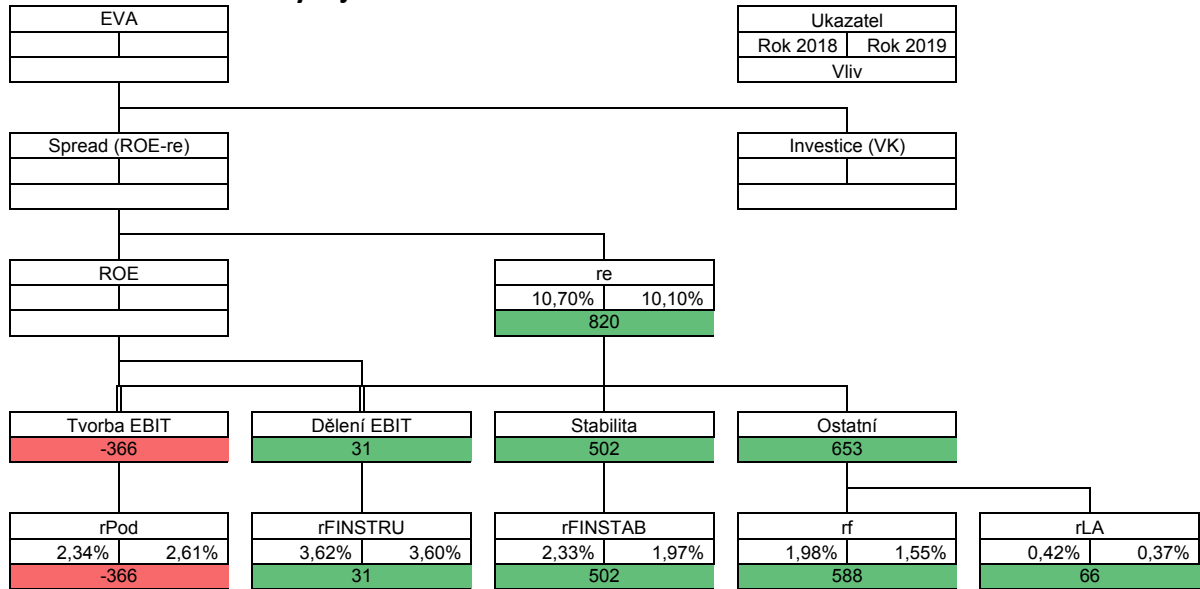 EVA
Ukazatel
Rok 2018 Rok 2019
Vliv
Spread (ROE-re)
Investice (VK)
ROE
re
10,70% 10,10%
820
Tvorba EBIT
Dělení EBIT
Stabilita
Ostatní
-366
31
502
653
rPod
rFINSTRU
rFINSTAB
rf
rLA
2,34% 2,61%
3,62% 3,60%
2,33% 1,97%
1,98% 1,55%
0,42% 0,37%
-366
31
502
588
66